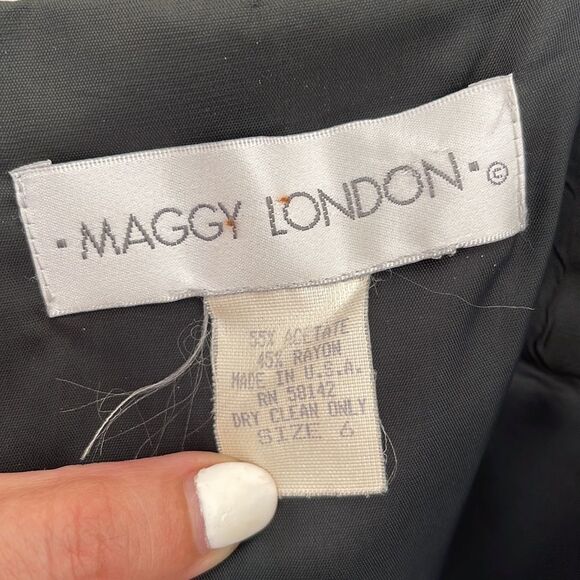 ▪ MAGGY LONDON ▪ ©
55% ACETATE
45% RAYON
MADE IN U.S.A.
RN 58142
DRY CLEAN ONLY
SIZE 6